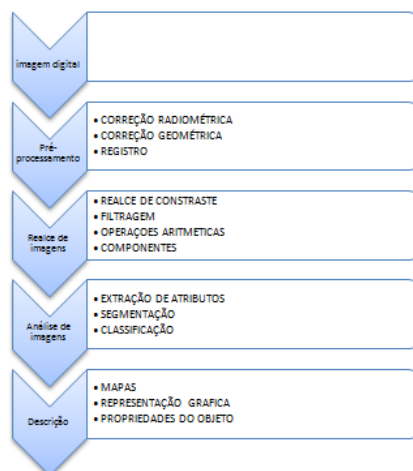 imagem digital
Pré-
processamento
• CORREÇÃO RADIOMÉTRICA
• CORREÇÃO GEOMÉTRICA
• REGISTRO
Realce de
imagens
• REALCE DE CONSTRASTE
• FILTRAGEM
• OPERAÇOES ARITMETICAS
• COMPONENTES
Análise de
imagens
• EXTRAÇÃO DE ATRIBUTOS
• SEGMENTAÇÃO
• CLASSIFICAÇÃO
Descrição
• MAPAS
• REPRESENTAÇÃO GRAFICA
• PROPRIEDADES DO OBJETO